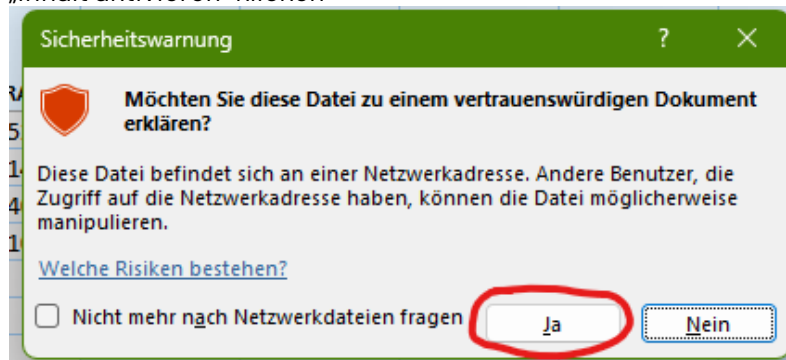 Sicherheitswarnung ?
Möchten Sie diese Datei zu einem vertrauenswürdigen Dokument
erklären?
Diese Datei befindet sich an einer Netzwerkadresse. Andere Benutzer, die
Zugriff auf die Netzwerkadresse haben, können die Datei möglicherweise
manipulieren.
Welche Risiken bestehen?
Nicht mehr nach Netzwerkdateien fragen Ja Nein